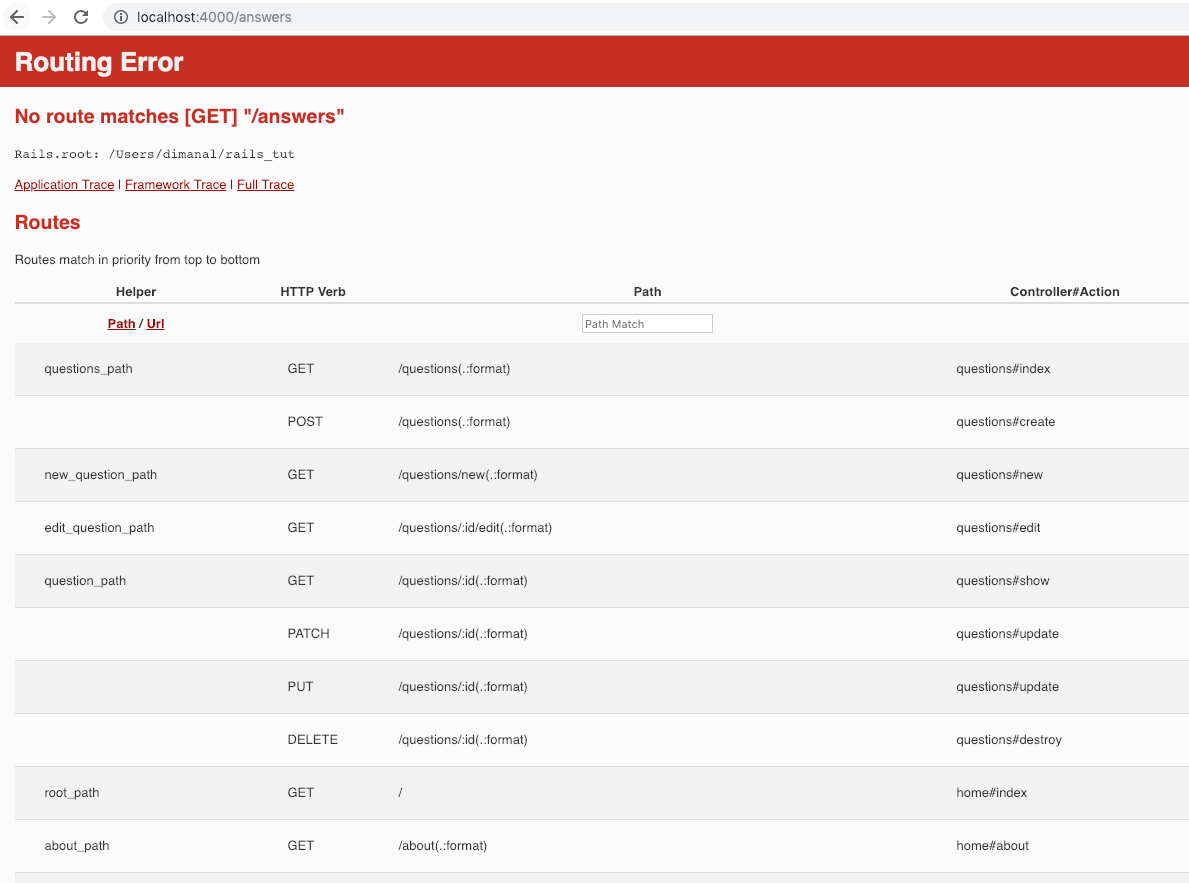 localhost:4000/answers
Routing Error
No route matches [GET] "/answers"
Rails.root: /Users/dimanal/rails_tut
Application Trace | Framework Trace | Full Trace
Routes
Routes match in priority from top to bottom
Helper HTTP Verb Path Controller#Action
Path / Url Path Match
questions_path GET /questions(.:format) questions#index
POST /questions(.:format) questions#create
new_question_path GET /questions/new(.:format) questions#new
edit_question_path GET /questions/:id/edit(.:format) questions#edit
question_path GET /questions/:id(.:format) questions#show
PATCH /questions/:id(.:format) questions#update
PUT /questions/:id(.:format) questions#update
DELETE /questions/:id(.:format) questions#destroy
root_path GET / home#index
about_path GET /about(.:format) home#about